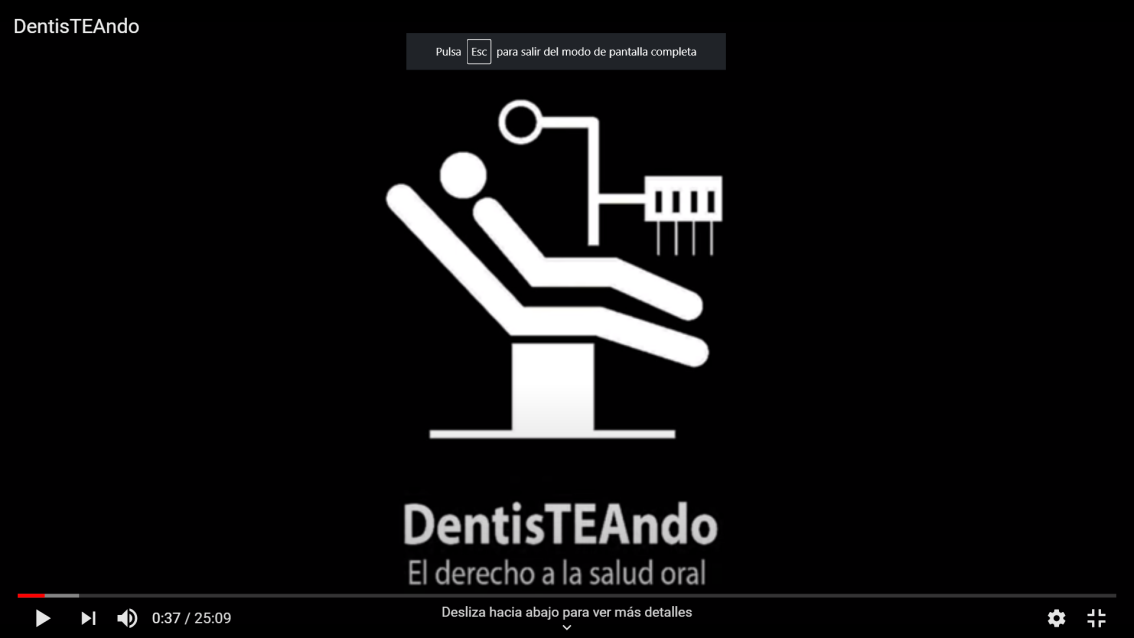 DentisTEAndo
Pulsa Esc para salir del modo de pantalla completa
DentisTEAndo
El derecho a la salud oral
0:37 / 25:09
Desliza hacia abajo para ver más detalles